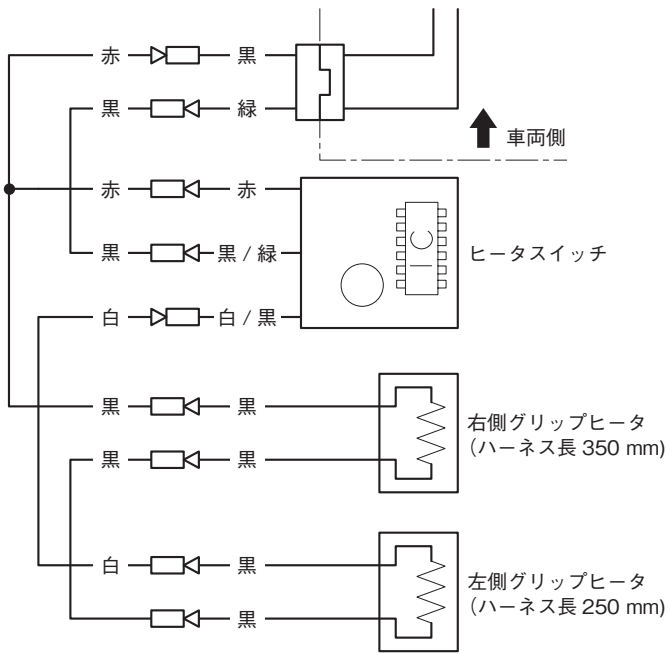 赤 黒
黒 緑
車両側
赤 赤
黒 黒 / 緑
ヒータスイッチ
白 白 / 黒
黒 黒
右側グリップヒータ
(ハーネス長 350 mm)
黒 黒
白 黒
左側グリップヒータ
(ハーネス長 250 mm)
黒